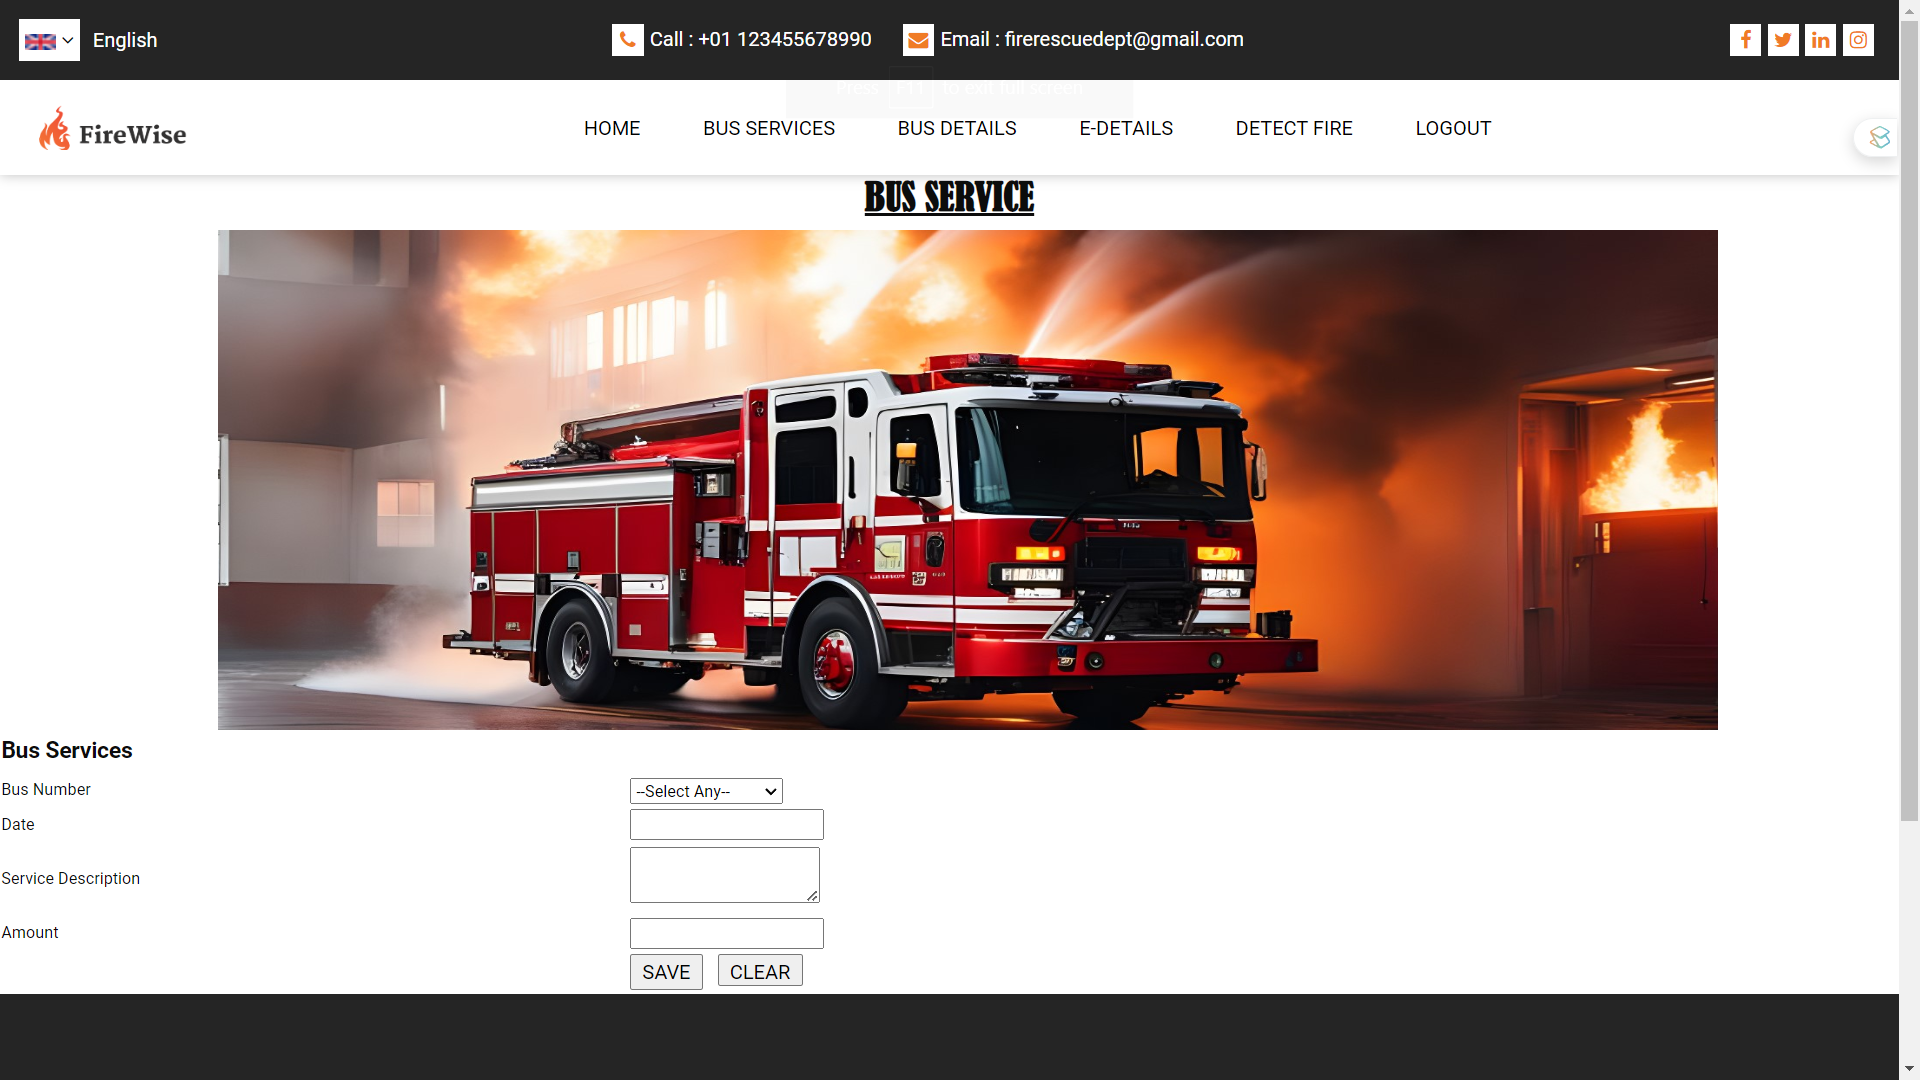 English
Call : +01 123455678990
Email : firerescuedept@gmail.com
Press F11 to exit full screen
FireWise
HOME
BUS SERVICES
BUS DETAILS
E-DETAILS
DETECT FIRE
LOGOUT
BUS SERVICE
Bus Services
Bus Number
--Select Any--
Date
Service Description
Amount
SAVE
CLEAR